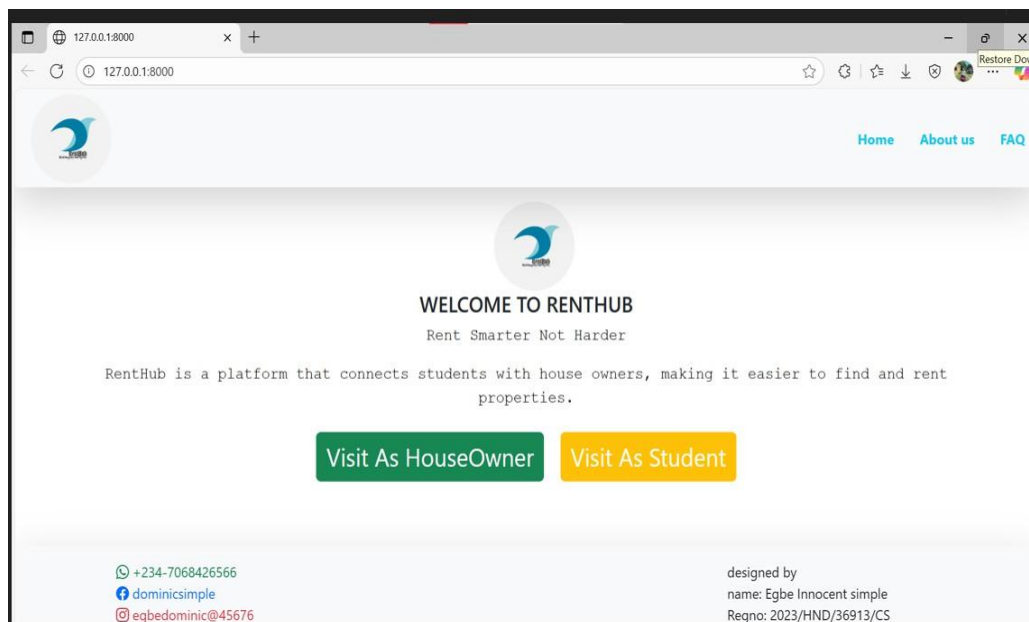 127.0.0.1:8000
127.0.0.1:8000
Restore Dow
Home About us FAQ
WELCOME TO RENTHUB
Rent Smarter Not Harder
RentHub is a platform that connects students with house owners, making it easier to find and rent
properties.
Visit As HouseOwner
Visit As Student
+234-7068426566
dominicsimple
egbedominic@45676
designed by
name: Egbe Innocent simple
Regno: 2023/HND/36913/CS